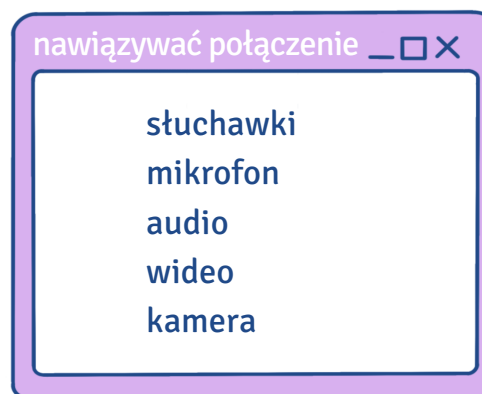 nawiązywać połączenie
słuchawki
mikrofon
audio
wideo
kamera